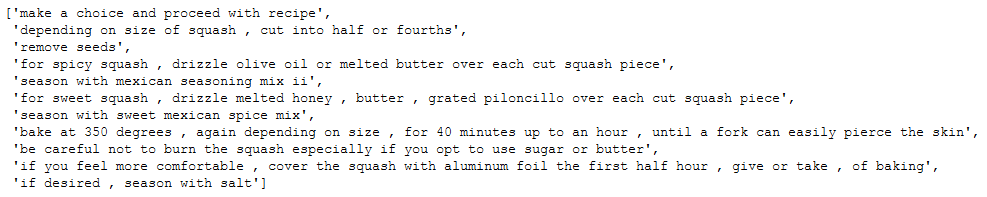 ['make a choice and proceed with recipe',
'depending on size of squash , cut into half or fourths',
'remove seeds',
'for spicy squash , drizzle olive oil or melted butter over each cut squash piece',
'season with mexican seasoning mix ii',
'for sweet squash , drizzle melted honey , butter , grated piloncillo over each cut squash piece',
'season with sweet mexican spice mix',
'bake at 350 degrees , again depending on size , for 40 minutes up to an hour , until a fork can easily pierce the skin',
'be careful not to burn the squash especially if you opt to use sugar or butter',
'if you feel more comfortable , cover the squash with aluminum foil the first half hour , give or take , of baking',
'if desired , season with salt']